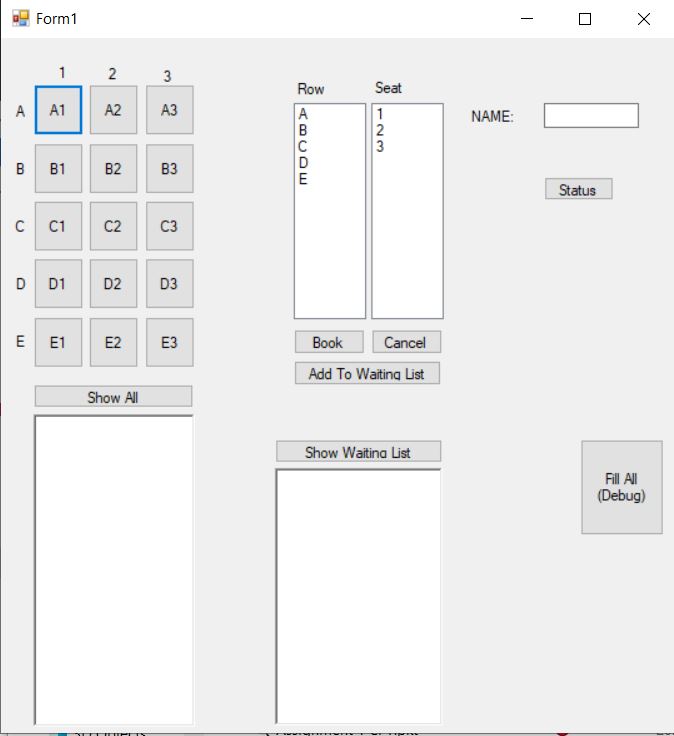 Form1
1 2 3
A A1 A2 A3
B B1 B2 B3
C C1 C2 C3
D D1 D2 D3
E E1 E2 E3
Show All
Row Seat
A 1
B 2
C 3
D
E
Book Cancel
Add To Waiting List
Show Waiting List
NAME:
Status
Fill All
(Debug)